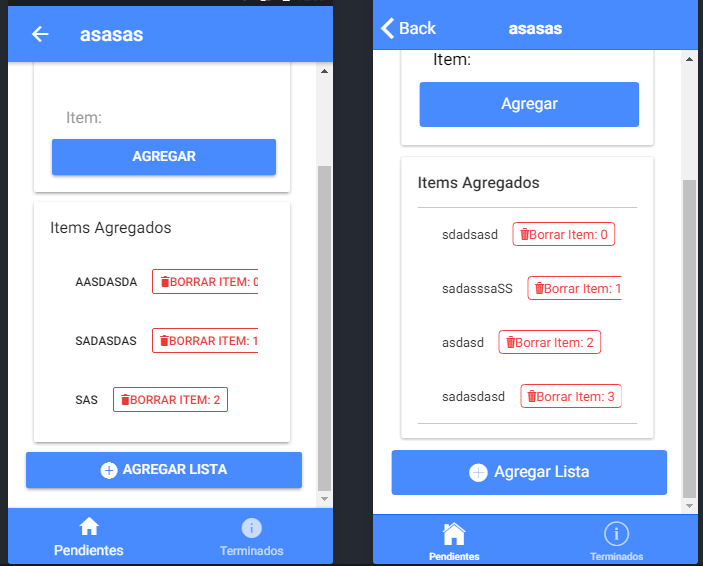 asasas
Item:
AGREGAR
Items Agregados
AASDASDA BORRAR ITEM: 0
SADASDAS BORRAR ITEM: 1
SAS BORRAR ITEM: 2
AGREGAR LISTA
Pendientes Terminados
Back asasas
Item:
Agregar
Items Agregados
sdadsasd Borrar Item: 0
sadasssaSS Borrar Item: 1
asdasd Borrar Item: 2
sadasdasd Borrar Item: 3
Agregar Lista
Pendientes Terminados